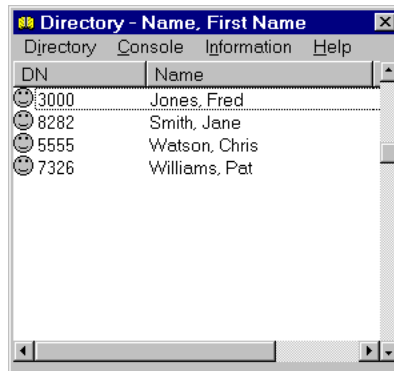 Directory - Name, First Name
Directory Console Information Help
DN Name
3000 Jones, Fred
8282 Smith, Jane
5555 Watson, Chris
7326 Williams, Pat